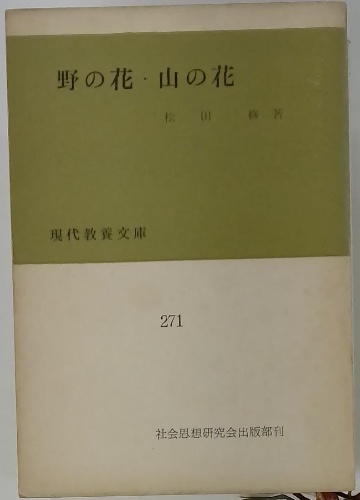 野の花・山の花
松田 修 著
現代教養文庫
271
社会思想研究会出版部刊